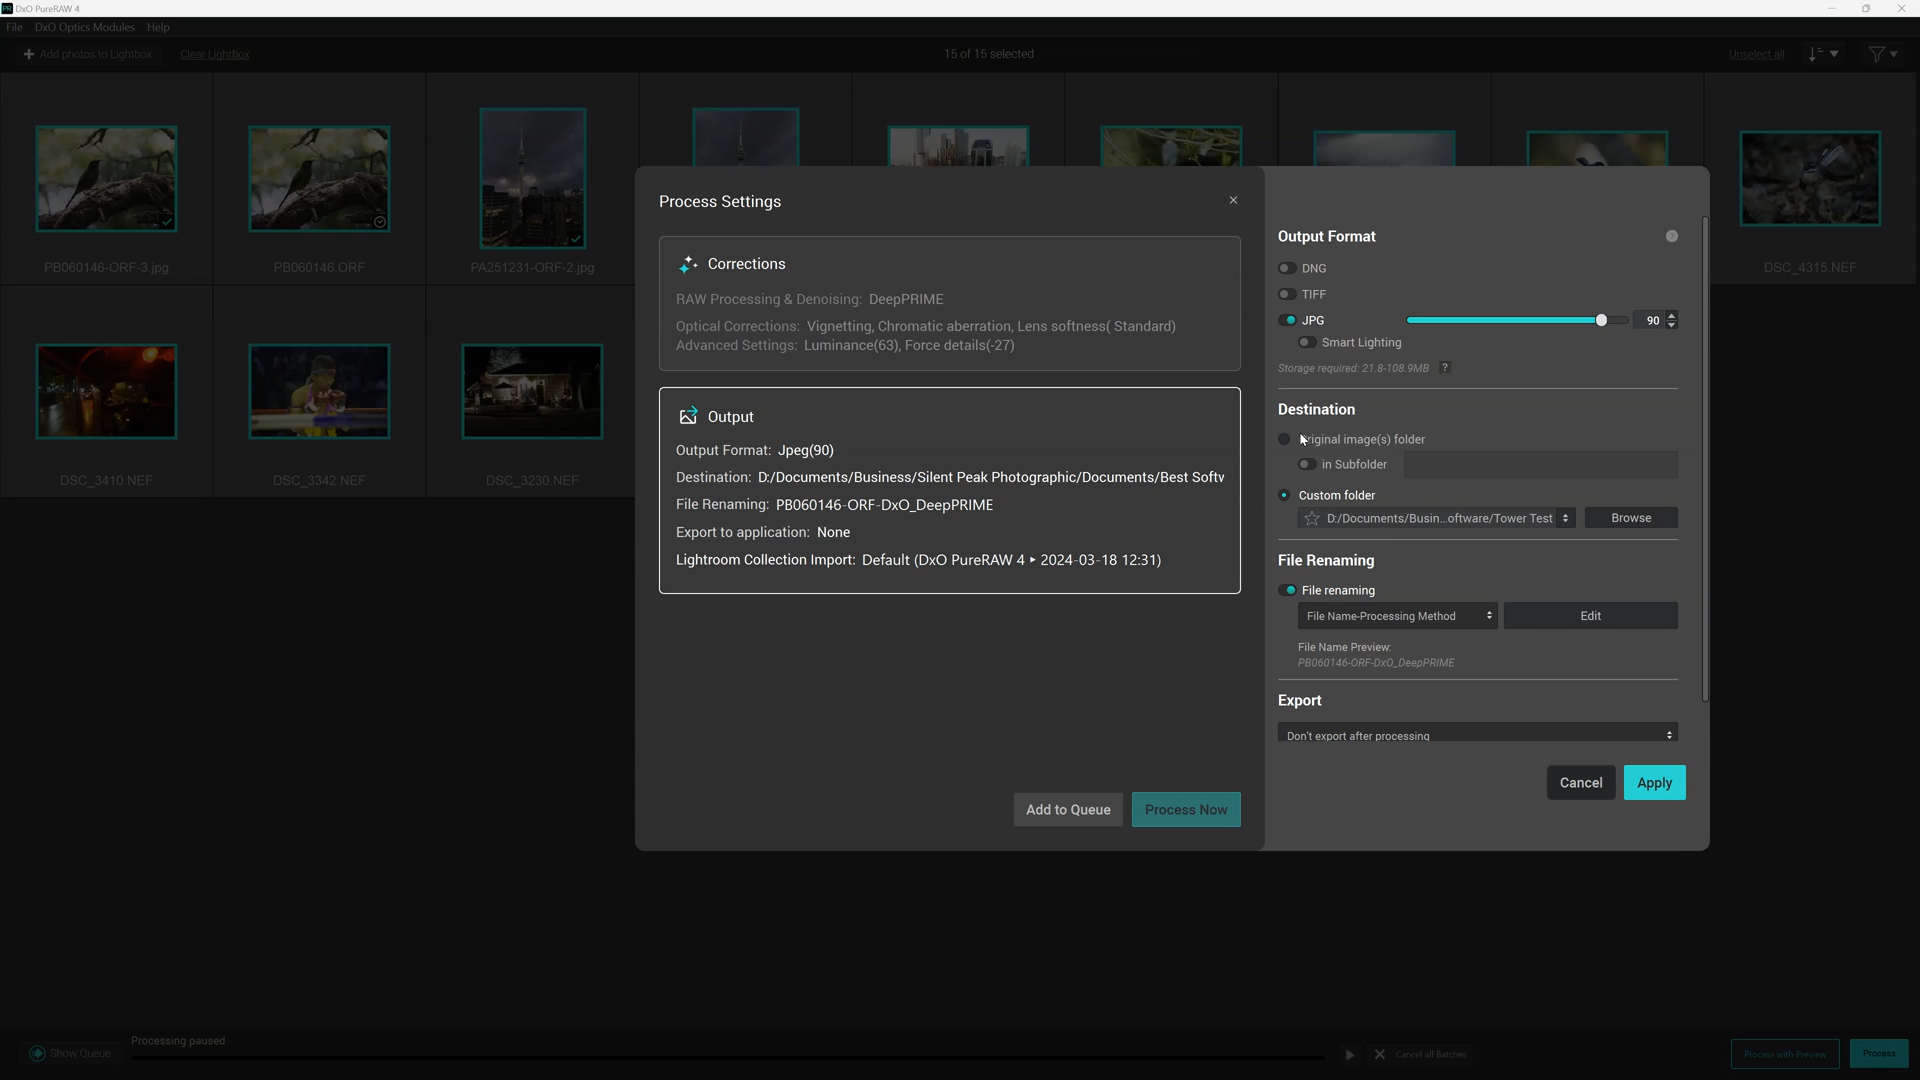 DxO PureRAW 4
File DxO Optics Modules Help
Add photos to Lightbox Clear Lightbox 15 of 15 selected Unselect all
PB060146-ORF-3.jpg PB060146.ORF PA251231-ORF-2.jpg DSC_4315.NEF
DSC_3410.NEF DSC_3342.NEF DSC_3230.NEF
Process Settings
Corrections
RAW Processing & Denoising: DeepPRIME
Optical Corrections: Vignetting, Chromatic aberration, Lens softness( Standard)
Advanced Settings: Luminance(63), Force details(-27)
Output
Output Format: Jpeg(90)
Destination: D:/Documents/Business/Silent Peak Photographic/Documents/Best Softv
File Renaming: PB060146-ORF-DxO_DeepPRIME
Export to application: None
Lightroom Collection Import: Default (DxO PureRAW 4 ▸ 2024-03-18 12:31)
Add to Queue Process Now
Output Format ?
DNG
TIFF
JPG 90
Smart Lighting
Storage required: 21.8-108.9MB ?
Destination
Original image(s) folder
in Subfolder
Custom folder
D:/Documents/Busin...oftware/Tower Test Browse
File Renaming
File renaming
File Name-Processing Method Edit
File Name Preview:
PB060146-ORF-DxO_DeepPRIME
Export
Don't export after processing
Cancel Apply
Show Queue Processing paused Cancel all Batches Process with Preview Process